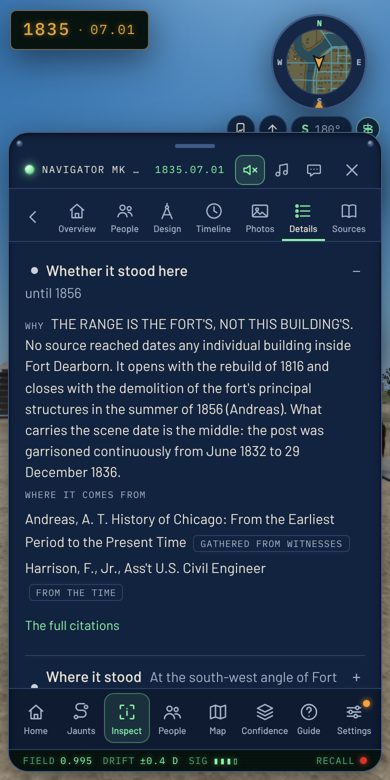 1835 · 07.01
N
W
E
S
S 180°
NAVIGATOR MK …
1835.07.01
Overview
People
Design
Timeline
Photos
Details
Sources
Whether it stood here
until 1856
WHY THE RANGE IS THE FORT'S, NOT THIS BUILDING'S.
No source reached dates any individual building inside
Fort Dearborn. It opens with the rebuild of 1816 and
closes with the demolition of the fort's principal
structures in the summer of 1856 (Andreas). What
carries the scene date is the middle: the post was
garrisoned continuously from June 1832 to 29
December 1836.
WHERE IT COMES FROM
Andreas, A. T. History of Chicago: From the Earliest
Period to the Present Time GATHERED FROM WITNESSES
Harrison, F., Jr., Ass't U.S. Civil Engineer
FROM THE TIME
The full citations
Where it stood At the south-west angle of Fort
Home
Jaunts
Inspect
People
Map
Confidence
Guide
Settings
FIELD 0.995 DRIFT ±0.4 D SIG
RECALL